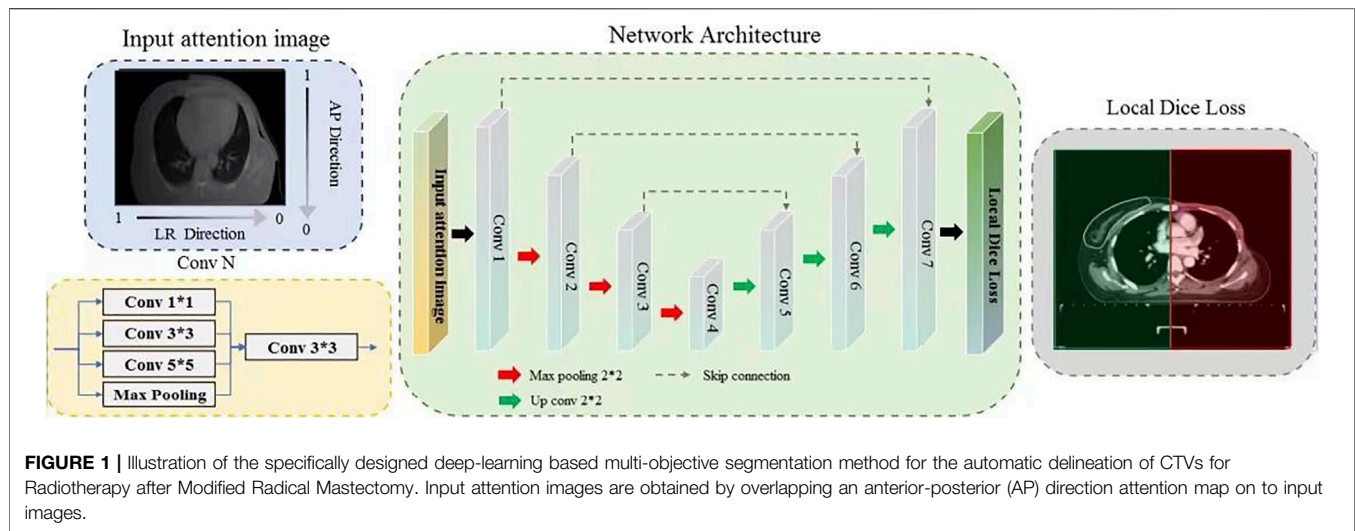 Input attention image
Network Architecture
1
AP Direction
0
1
0
LR Direction
Conv N
Conv 1*1
Conv 3*3
Conv 5*5
Max Pooling
Conv 3*3
Input attention Image
Conv 1
Conv 2
Conv 3
Conv 4
Conv 5
Conv 6
Conv 7
Local Dice Loss
Max pooling 2*2
Skip connection
Up conv 2*2
Local Dice Loss
FIGURE 1 | Illustration of the specifically designed deep-learning based multi-objective segmentation method for the automatic delineation of CTVs for
Radiotherapy after Modified Radical Mastectomy. Input attention images are obtained by overlapping an anterior-posterior (AP) direction attention map on to input
images.